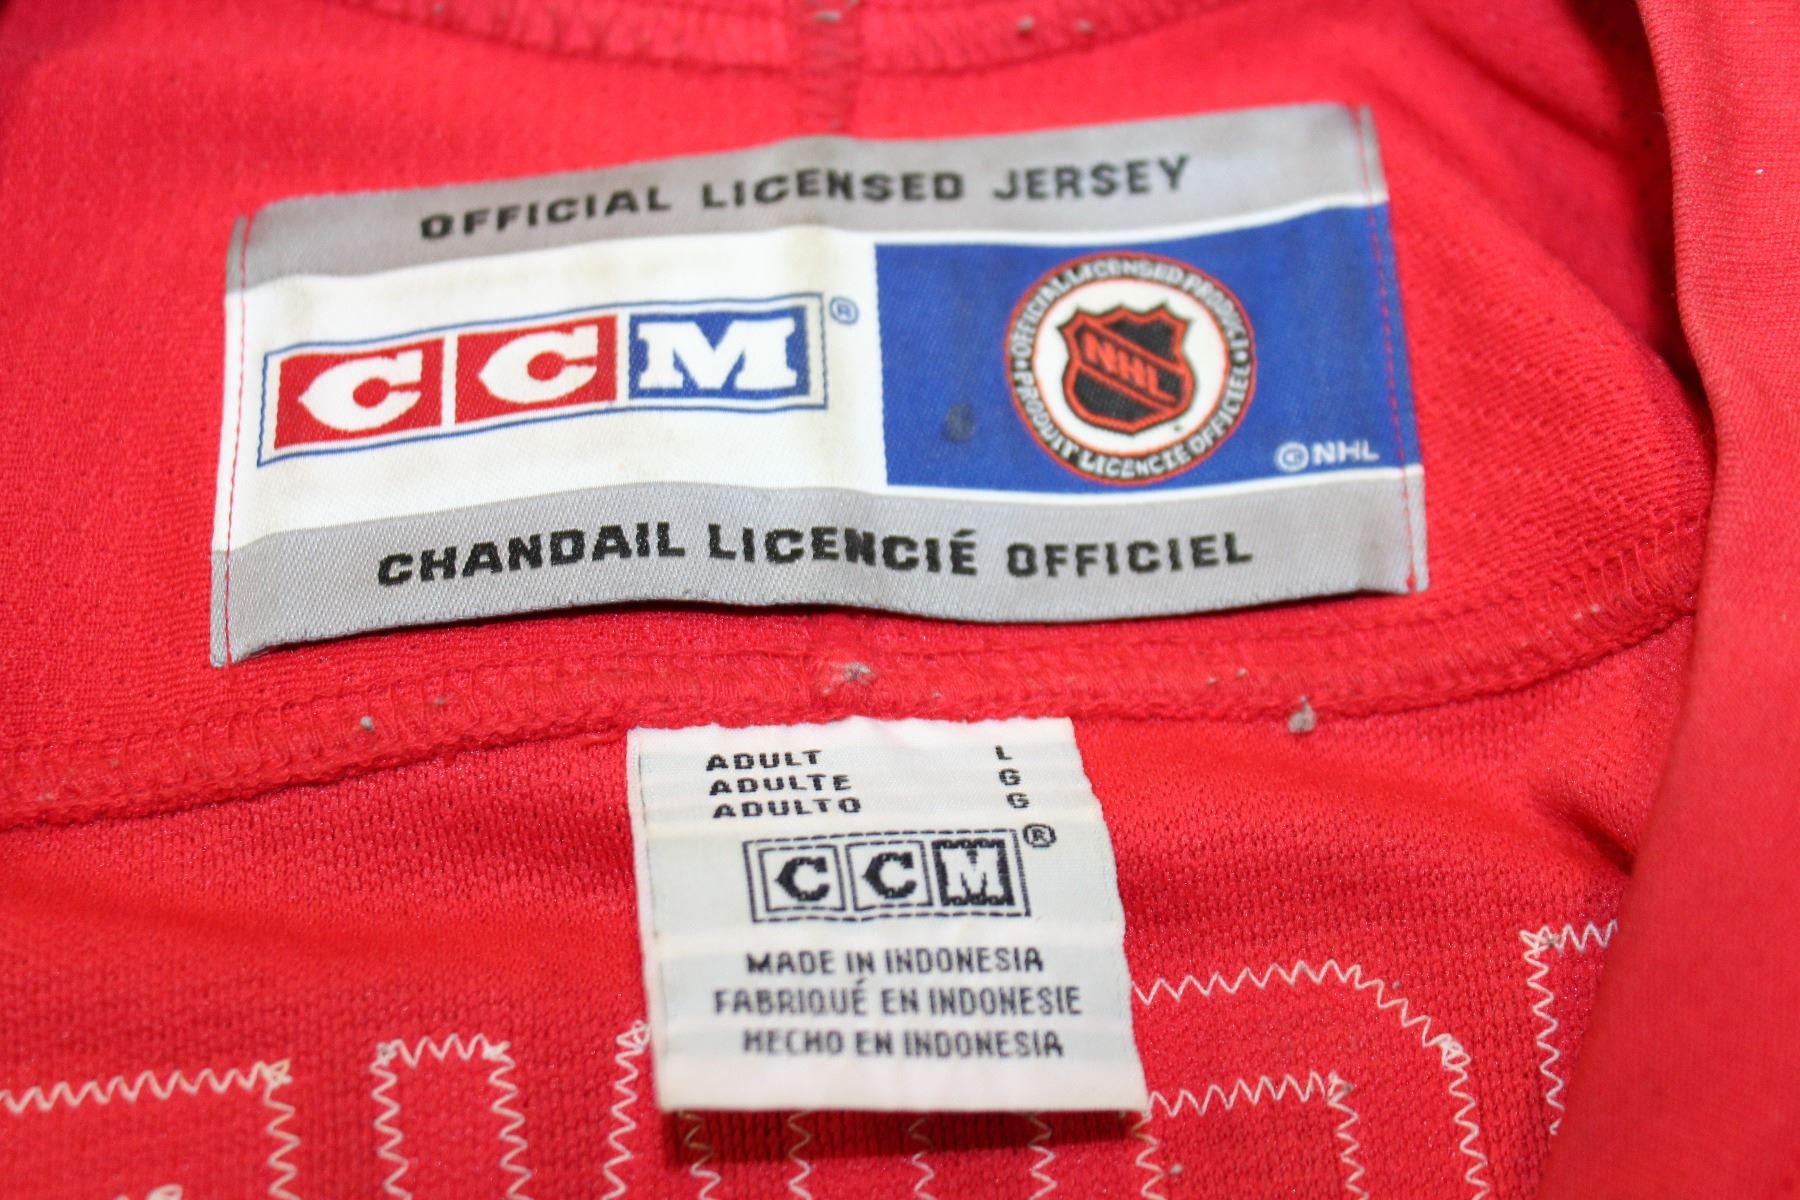 OFFICIAL LICENSED JERSEY
CCM®
•OFFICIAL LICENSED PRODUCT•
NHL
PRODUIT LICENCIÉ OFFICIEL
©NHL
CHANDAIL LICENCIÉ OFFICIEL
ADULT L
ADULTE G
ADULTO G
CCM®
MADE IN INDONESIA
FABRIQUÉ EN INDONESIE
HECHO EN INDONESIA